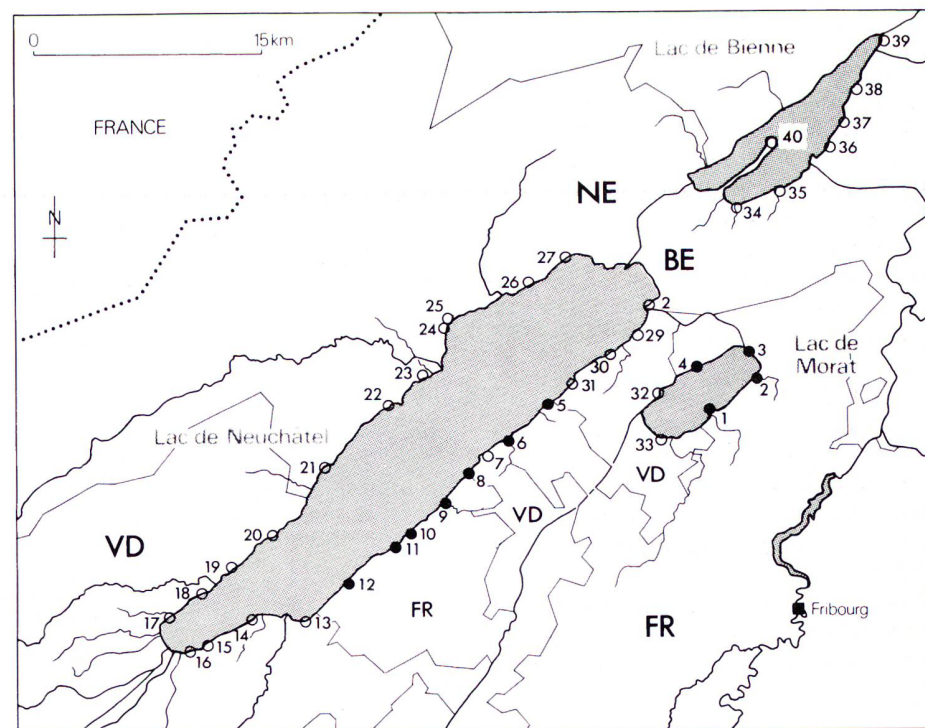 0 15km
Lac de Bienne
39
FRANCE
38
37
40
36
N
NE
35
34
BE
27
26
2
25
24
29
3
Lac de
Morat
30
4
2
23
31
32
22
5
1
Lac de Neuchâtel
6
33
21
7
VD
8
9
VD
VD
20
10
11
19
12
18
FR
Fribourg
17
14
13
FR
15
16